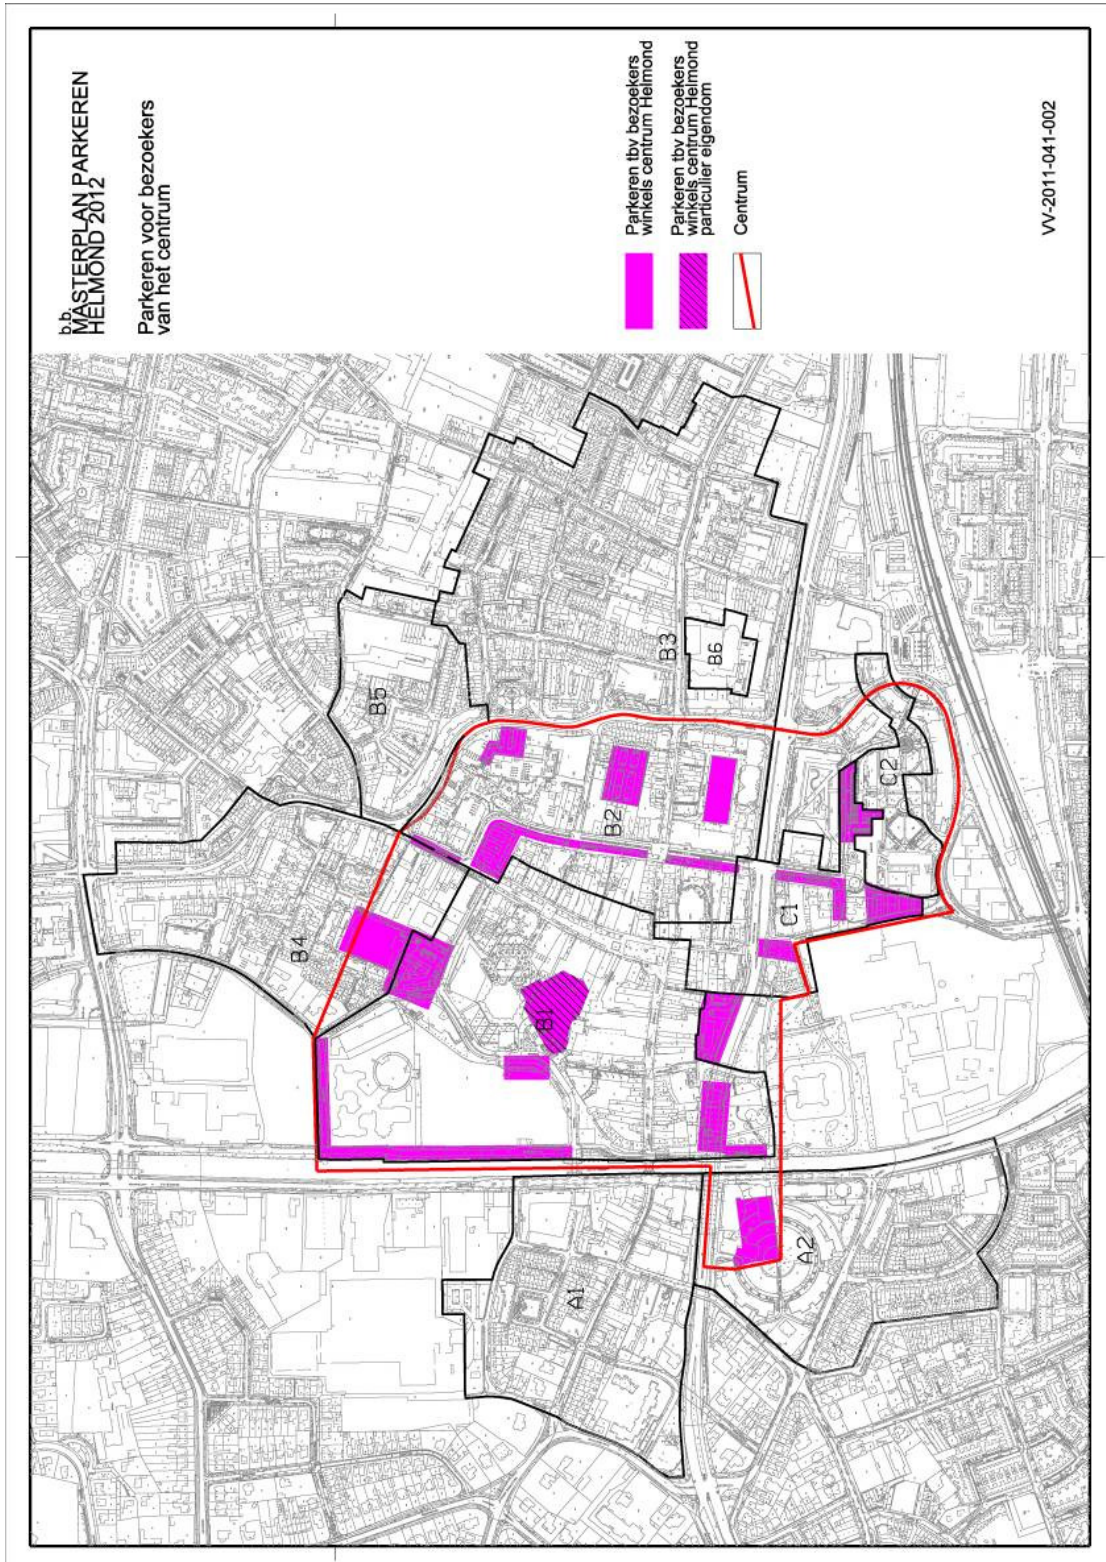 b.b.
MASTERPLAN PARKEREN
HELMOND 2012
Parkeren voor bezoekers
van het centrum
Parkeren tbv bezoekers
winkels centrum Helmond
Parkeren tbv bezoekers
winkels centrum Helmond
particulier eigendom
Centrum
VV-2011-041-002
B5
B4
B3
B6
B2
B1
C2
C1
A1
A2